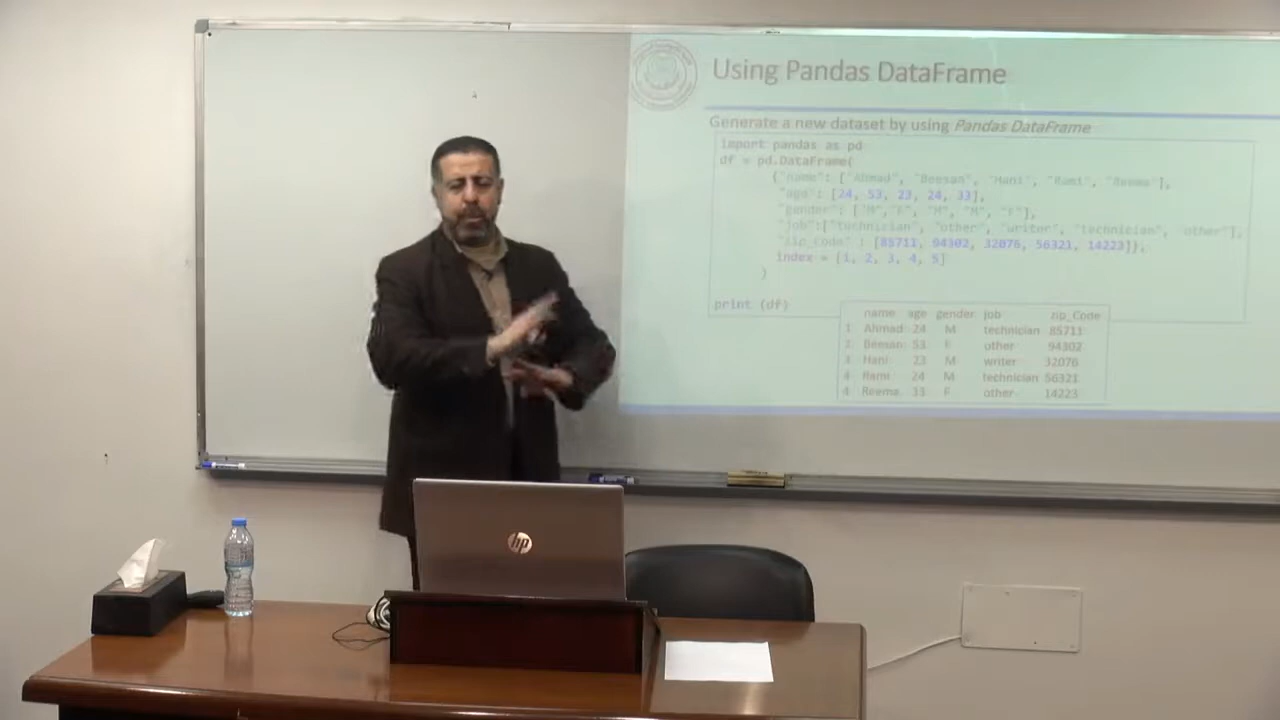 Using Pandas DataFrame
Generate a new dataset by using Pandas DataFrame
import pandas as pd
df = pd.DataFrame(
{"name": ["Ahmad", "Beesan", "Hani", "Rami", "Reema"],
"age": [24, 53, 23, 24, 33],
"gender": ["M","F", "M", "M", "F"],
"job":["technician", "other", "writer", "technician", other"],
"zip_code" : [85711, 94302, 32076, 56321, 14223]},
index = [1, 2, 3, 4, 5]
)
print (df)
name age gender job zip_Code
1 Ahmad 24 M technician 85711
2 Beesan 53 F other 94302
3 Hani 23 M writer 32076
4 Rami 24 M technician 56321
4 Reema 33 F other 14223
hp